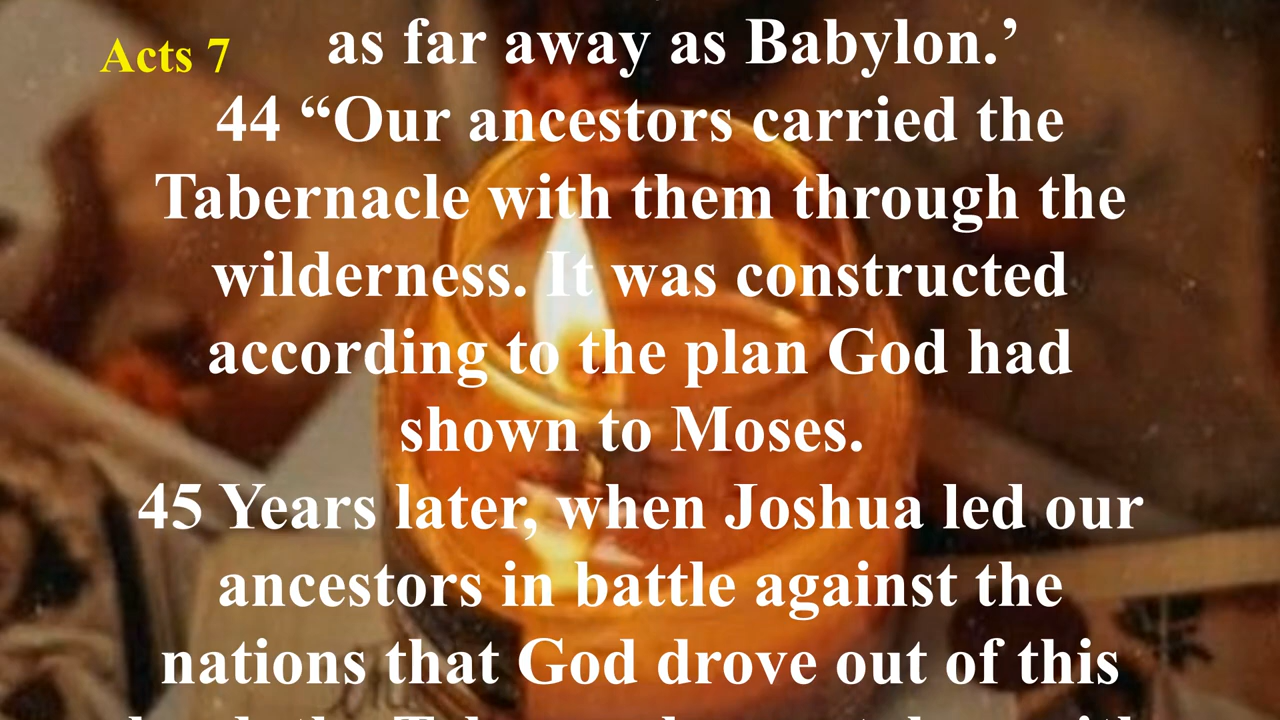 Acts 7
as far away as Babylon.’
44 “Our ancestors carried the
Tabernacle with them through the
wilderness. It was constructed
according to the plan God had
shown to Moses.
45 Years later, when Joshua led our
ancestors in battle against the
nations that God drove out of this